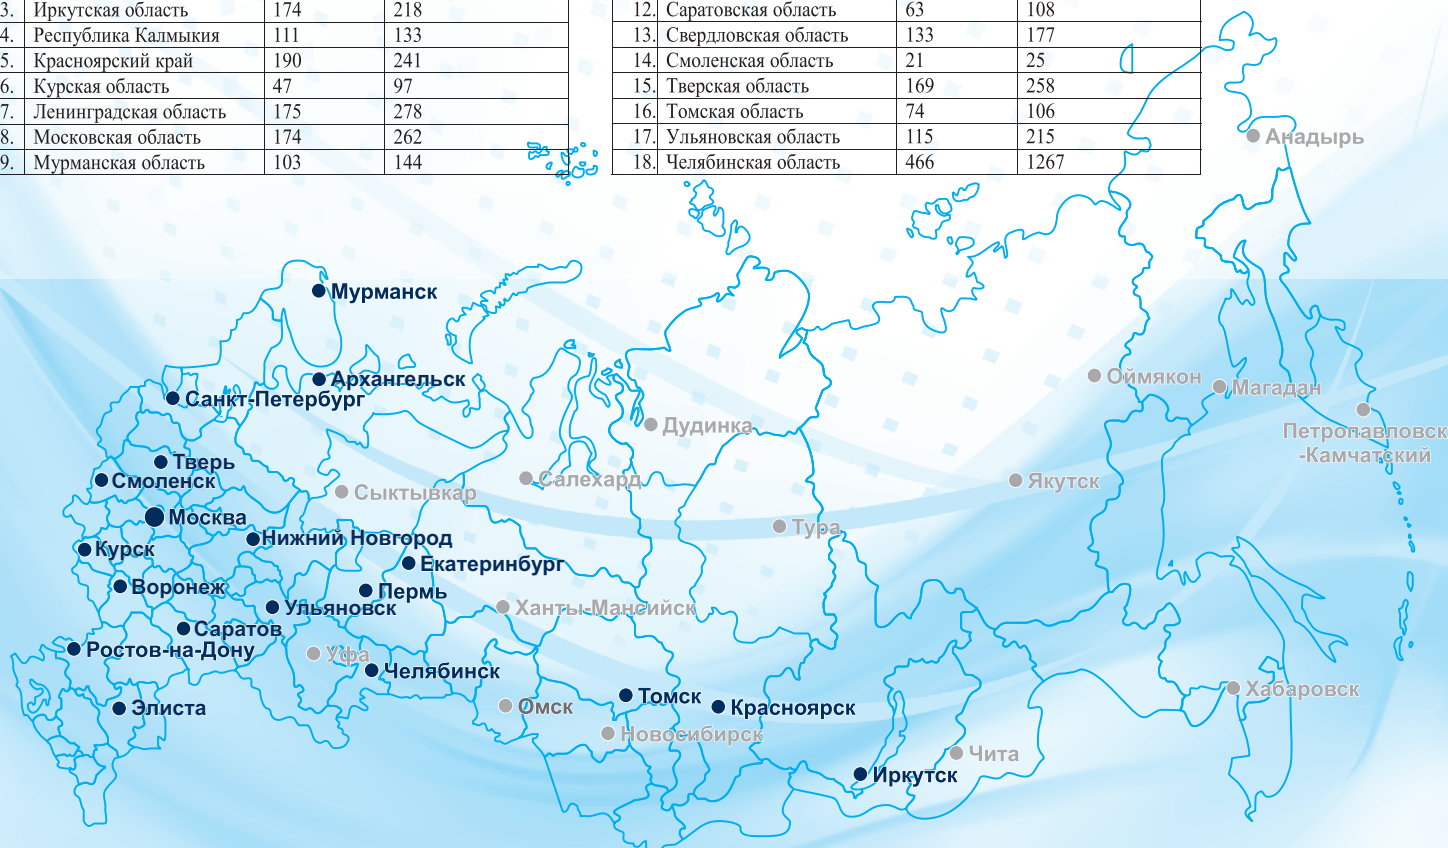 3. Иркутская область 174 218
4. Республика Калмыкия 111 133
5. Красноярский край 190 241
6. Курская область 47 97
7. Ленинградская область 175 278
8. Московская область 174 262
9. Мурманская область 103 144
12. Саратовская область 63 108
13. Свердловская область 133 177
14. Смоленская область 21 25
15. Тверская область 169 258
16. Томская область 74 106
17. Ульяновская область 115 215
18. Челябинская область 466 1267
Анадырь
Мурманск
Архангельск
Санкт-Петербург
Оймякон
Магадан
Дудинка
Петропавловск
-Камчатский
Тверь
Смоленск
Сыктывкар
Салехард
Якутск
Москва
Тура
Нижний Новгород
Курск
Екатеринбург
Воронеж
Пермь
Ульяновск
Ханты-Мансийск
Саратов
Ростов-на-Дону
Уфа
Челябинск
Хабаровск
Элиста
Омск
Томск
Красноярск
Новосибирск
Чита
Иркутск